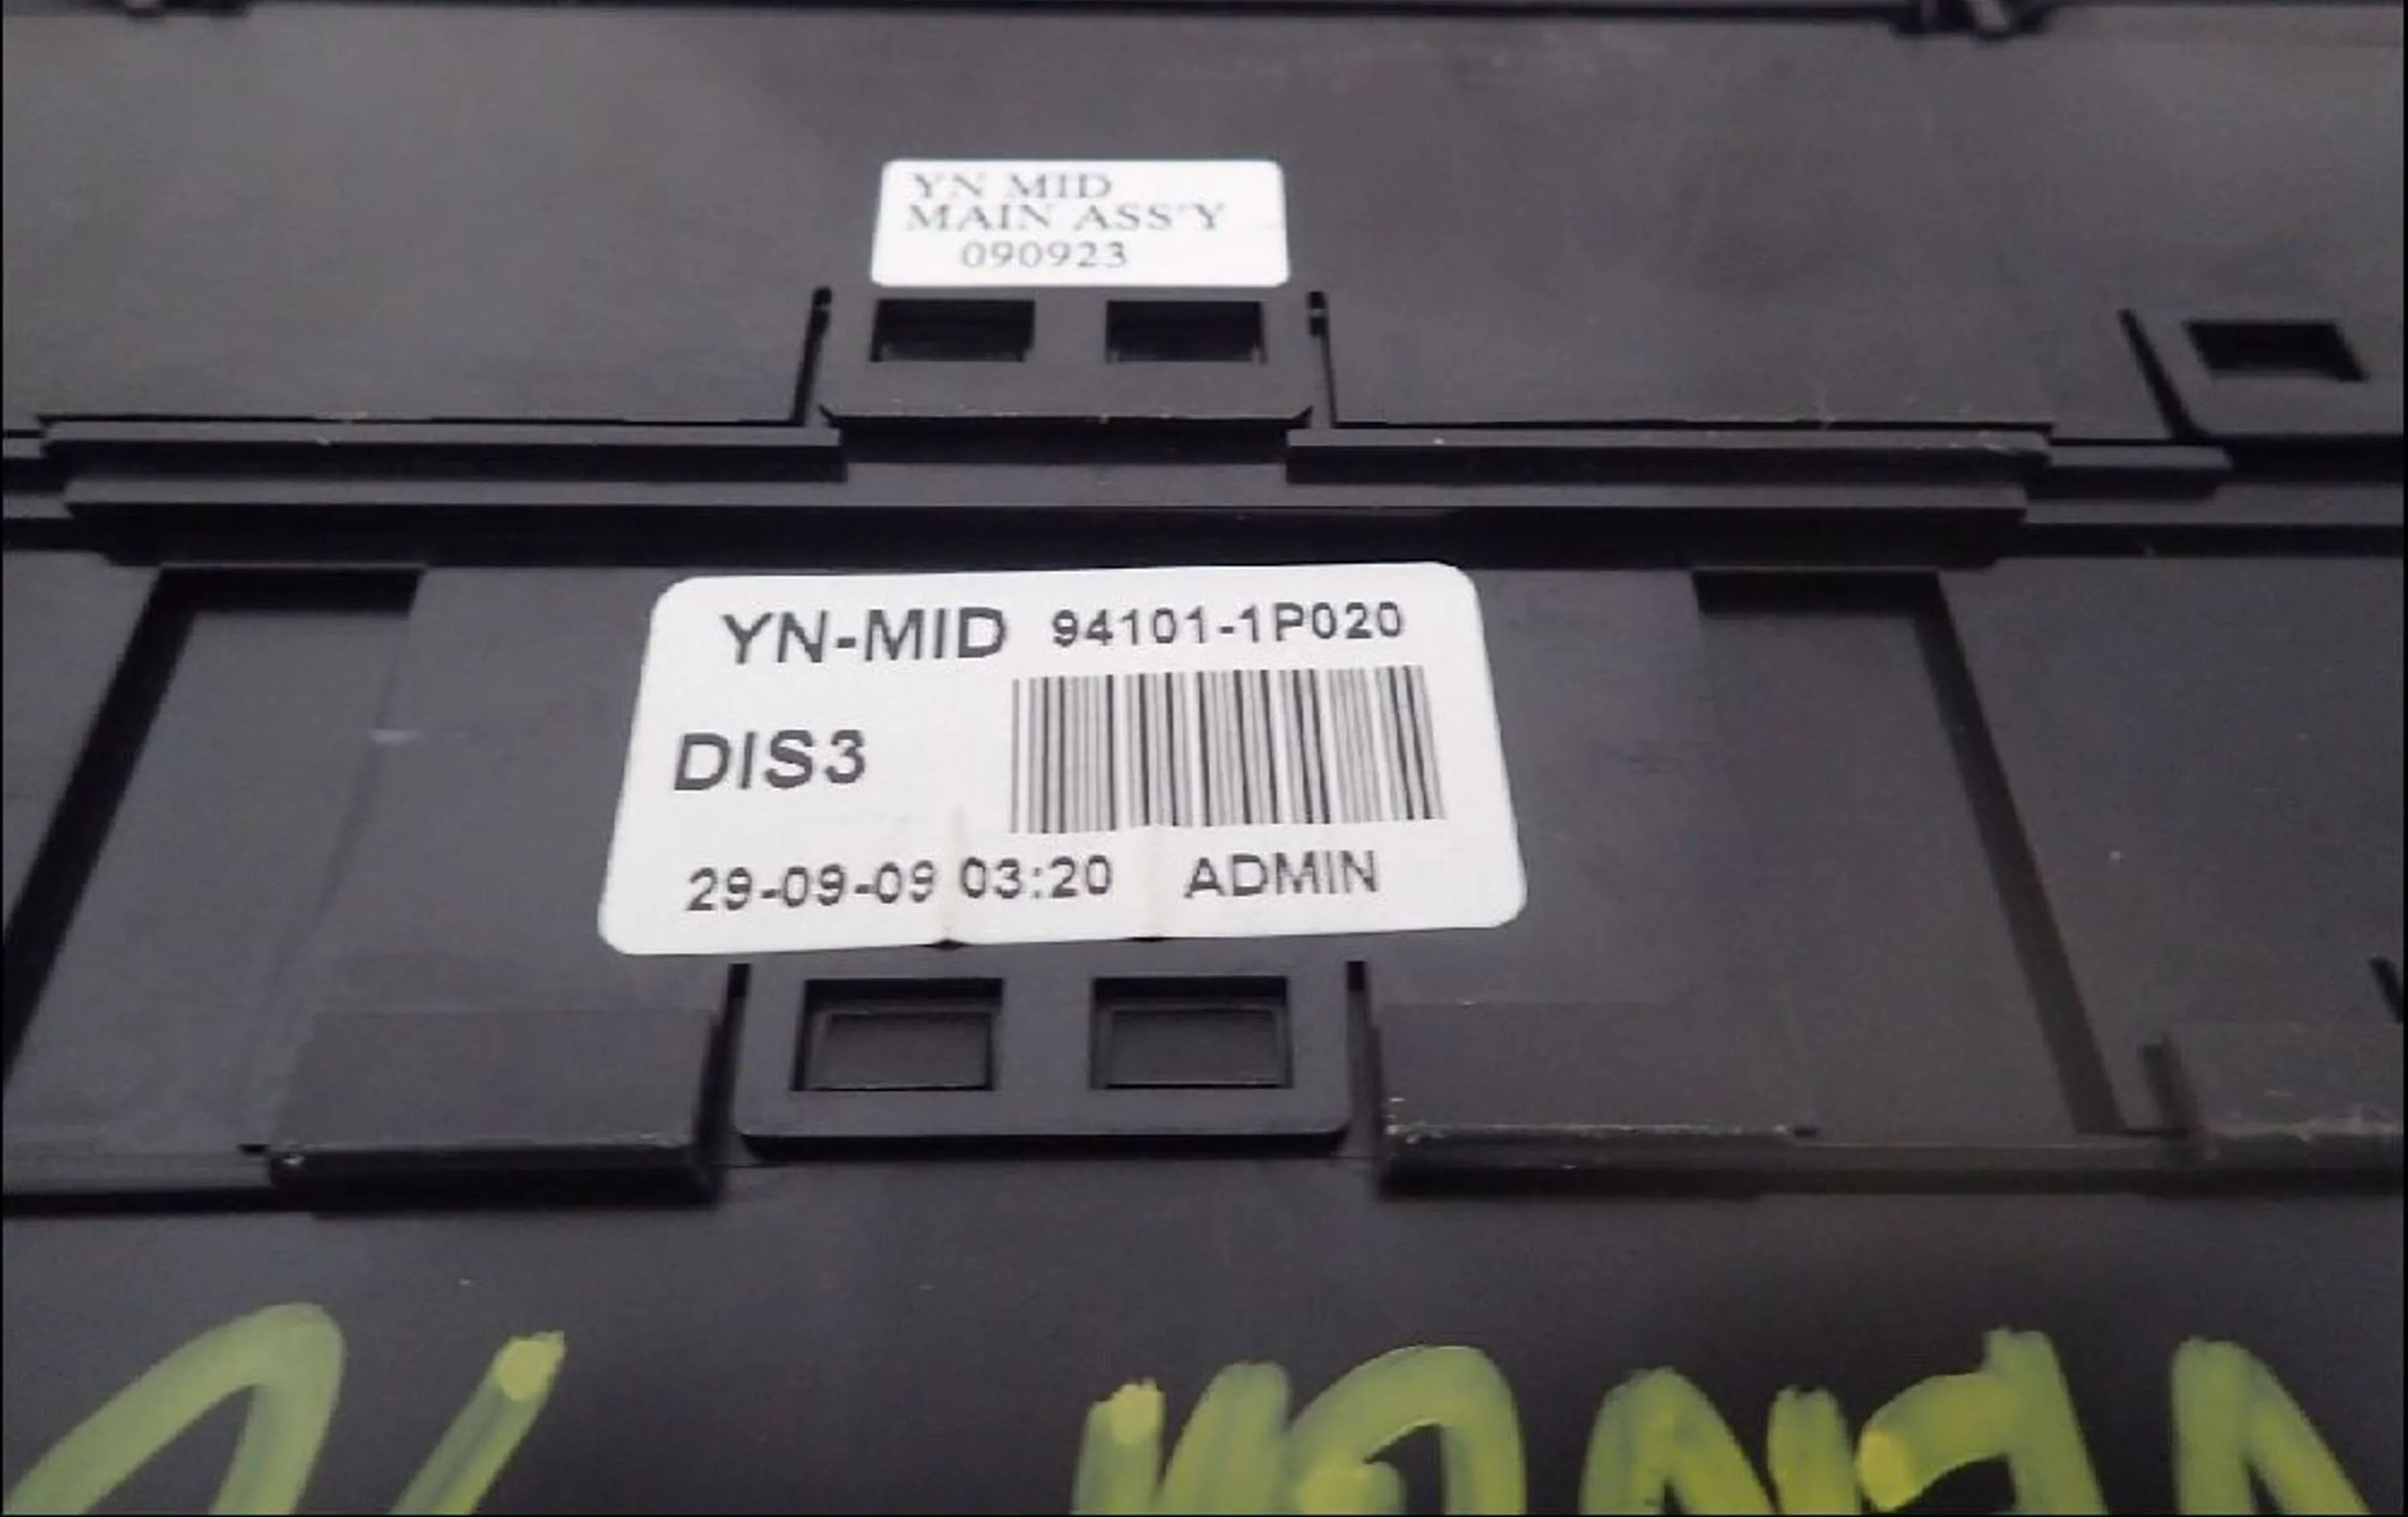 YN MID
MAIN ASS'Y
090923
YN-MID 94101-1P020
DIS3
29-09-09 03:20 ADMIN